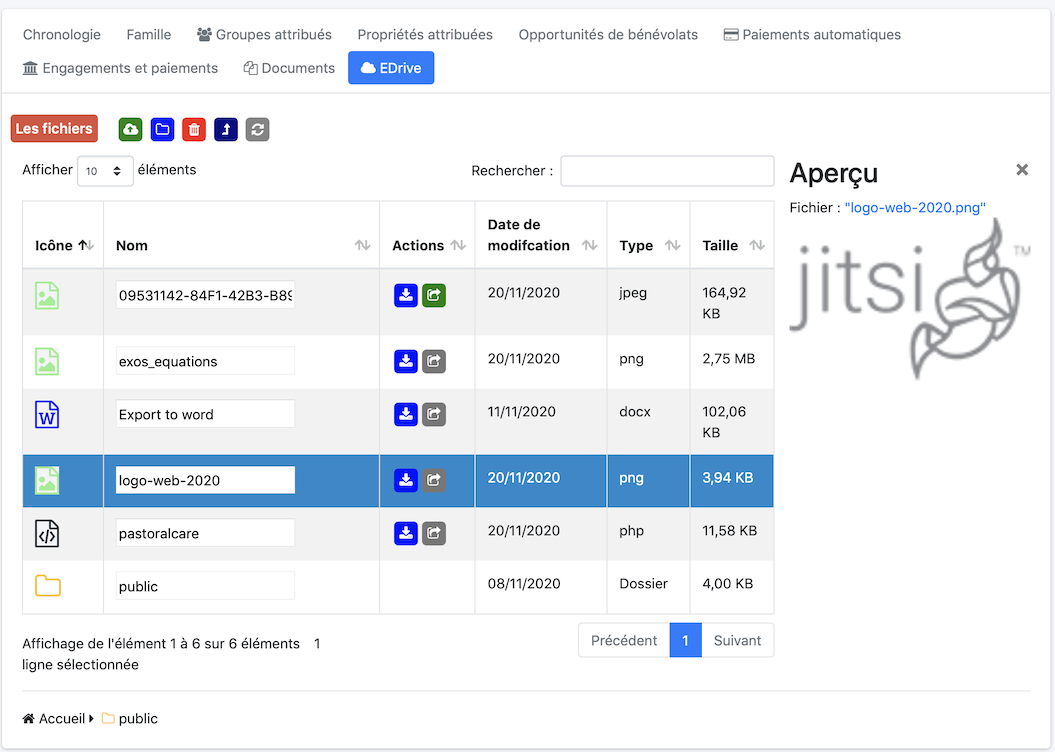 Chronologie Famille Groupes attribués Propriétés attribuées Opportunités de bénévolats Paiements automatiques
Engagements et paiements Documents EDrive
Les fichiers
Afficher 10 éléments Rechercher :
Icône Nom Actions Date de modifcation Type Taille
09531142-84F1-42B3-B89 20/11/2020 jpeg 164,92 KB
exos_equations 20/11/2020 png 2,75 MB
Export to word 11/11/2020 docx 102,06 KB
logo-web-2020 20/11/2020 png 3,94 KB
pastoralcare 20/11/2020 php 11,58 KB
public 08/11/2020 Dossier 4,00 KB
Affichage de l'élément 1 à 6 sur 6 éléments 1
ligne sélectionnée
Précédent 1 Suivant
Accueil public
Aperçu
Fichier : "logo-web-2020.png"
jitsi TM